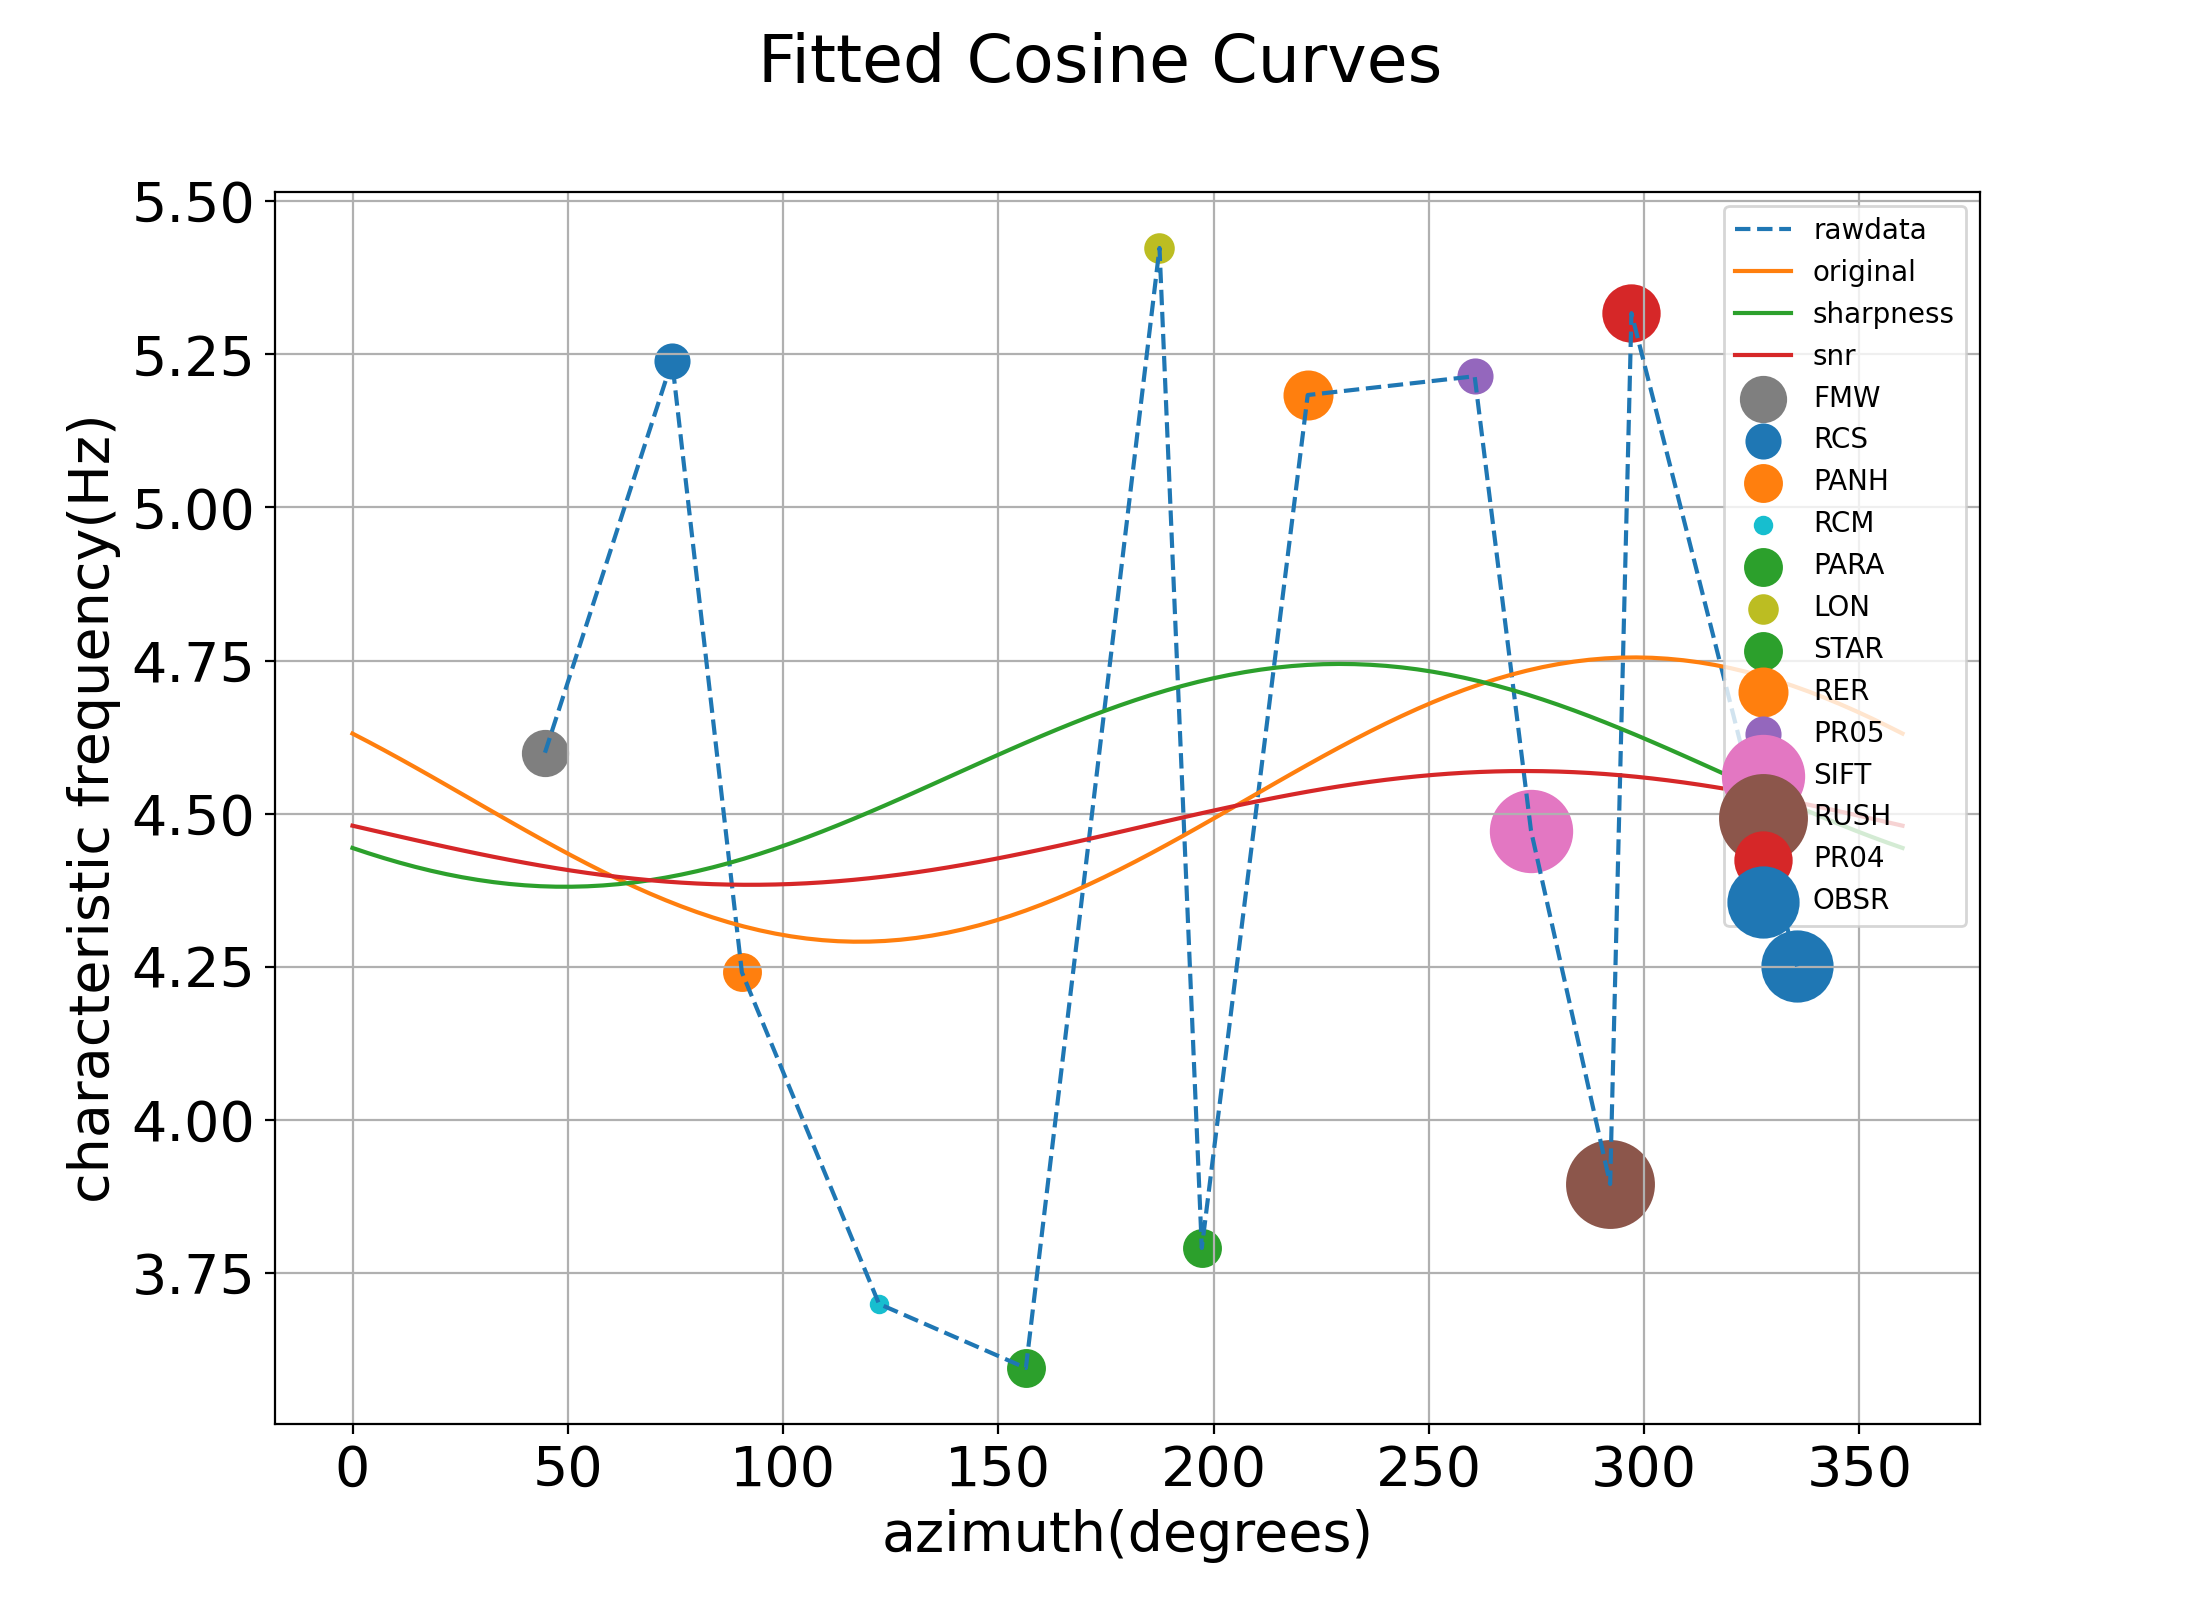 Fitted Cosine Curves
characteristic frequency(Hz)
5.50
5.25
5.00
4.75
4.50
4.25
4.00
3.75
rawdata
original
sharpness
snr
FMW
RCS
PANH
RCM
PARA
LON
STAR
RER
PR05
SIFT
RUSH
PR04
OBSR
0 50 100 150 200 250 300 350
azimuth(degrees)